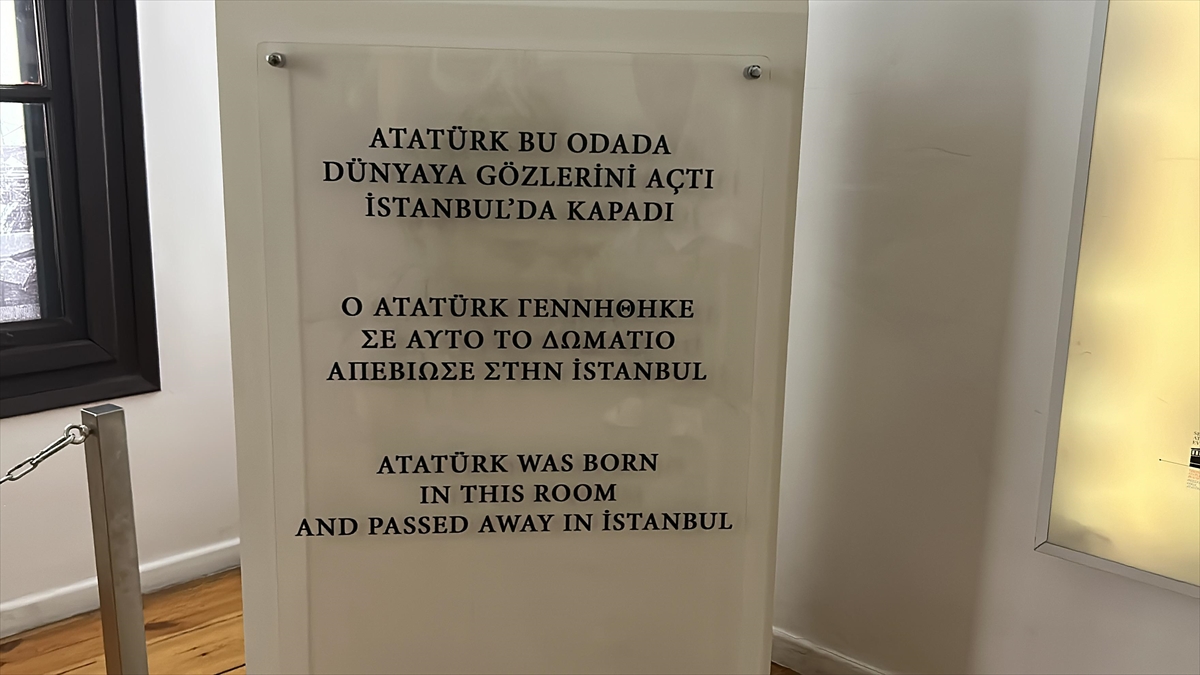 ATATÜRK BU ODADA
DÜNYAYA GÖZLERİNİ AÇTI
İSTANBUL'DA KAPADI
Ο ATATÜRK ΓΕΝΝΗΘΗΚΕ
ΣΕ ΑΥΤΟ ΤΟ ΔΩΜΑΤΙΟ
ΑΠΕΒΙΩΣΕ ΣΤΗΝ İSTANBUL
ATATÜRK WAS BORN
IN THIS ROOM
AND PASSED AWAY IN İSTANBUL